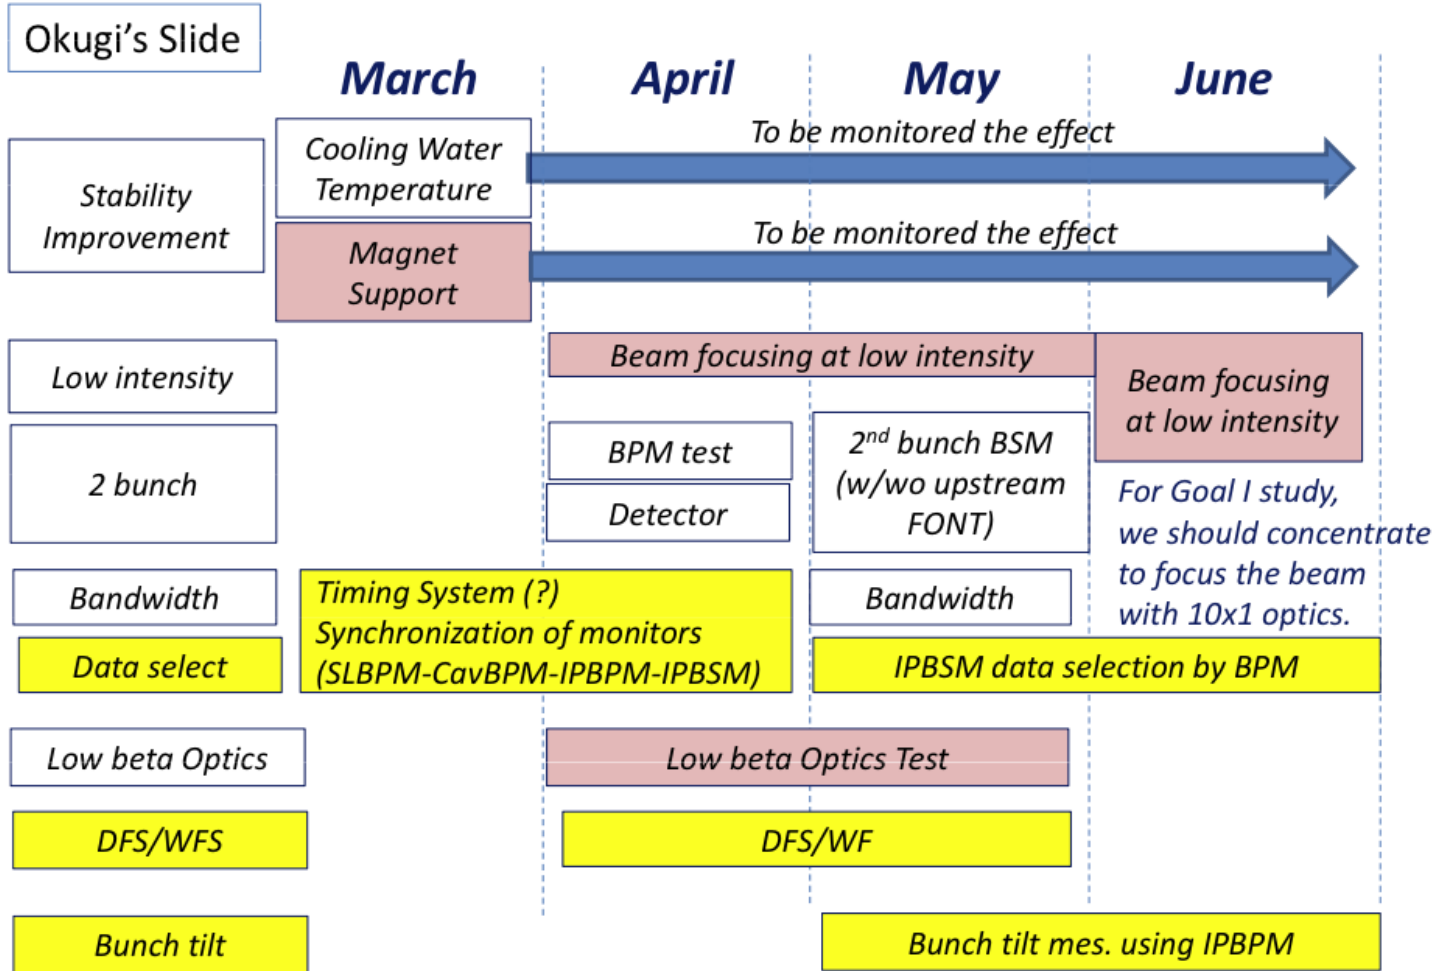 Okugi's Slide
March
April
May
June
Stability
Improvement
Cooling Water
Temperature
To be monitored the effect
Magnet
Support
To be monitored the effect
Low intensity
Beam focusing at low intensity
Beam focusing
at low intensity
2 bunch
BPM test
Detector
2nd bunch BSM
(w/wo upstream
FONT)
For Goal I study,
we should concentrate
to focus the beam
with 10x1 optics.
Bandwidth
Timing System (?)
Synchronization of monitors
(SLBPM-CavBPM-IPBPM-IPBSM)
Bandwidth
Data select
IPBSM data selection by BPM
Low beta Optics
Low beta Optics Test
DFS/WFS
DFS/WF
Bunch tilt
Bunch tilt mes. using IPBPM